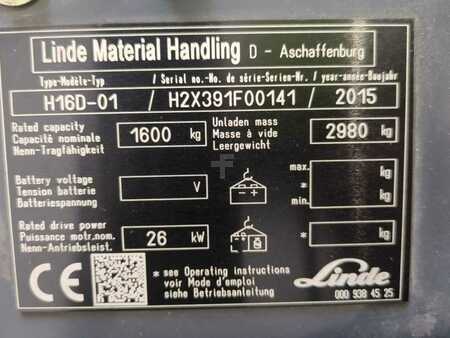 Linde Material Handling D - Aschaffenburg
Type-Modèle-Typ / Serial no.-No. de série-Serien-Nr. / year-année-Baujahr
H16D-01 / H2X391F00141 / 2015
Rated capacity
Capacité nominale
Nenn-Tragfähigkeit
1600 kg
Unladen mass
Masse à vide
Leergewicht
2980 kg
Battery voltage
Tension batterie
Batteriespannung
V
max.
*
min.
kg
kg
Rated drive power
Puissance motr.nom.
Nenn-Antriebsleist.
26 kW
* kg
CE
* see Operating instructions
voir Mode d'emploi
siehe Betriebsanleitung
Linde
000 938 45 25